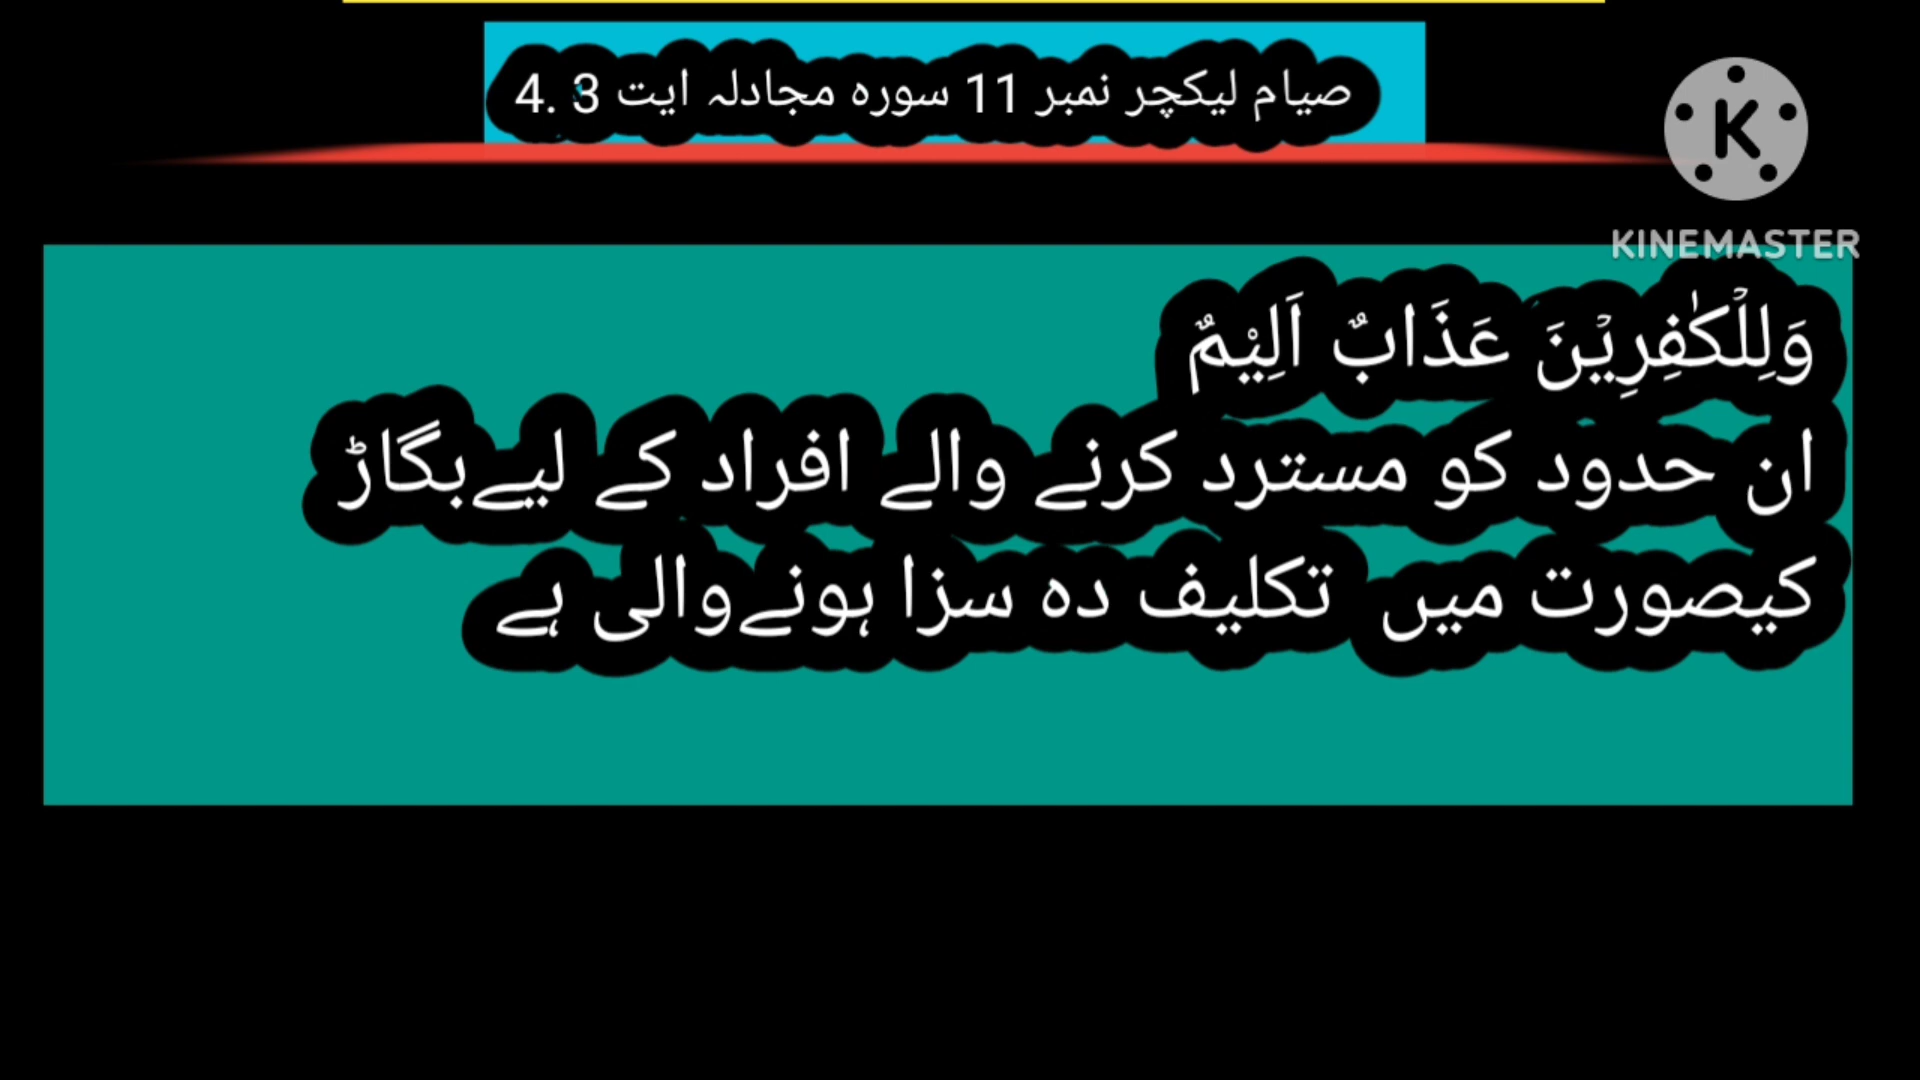 صیام لیکچر نمبر 11 سورہ مجادلہ ایت 3 .4
KINEMASTER
وَلِلۡكٰفِرِيۡنَ عَذَابٌ اَلِيۡمٌ
ان حدود کو مسترد کرنے والے افراد کے لیےبگاڑ
کیصورت میں تکلیف دہ سزا ہونےوالی ہے